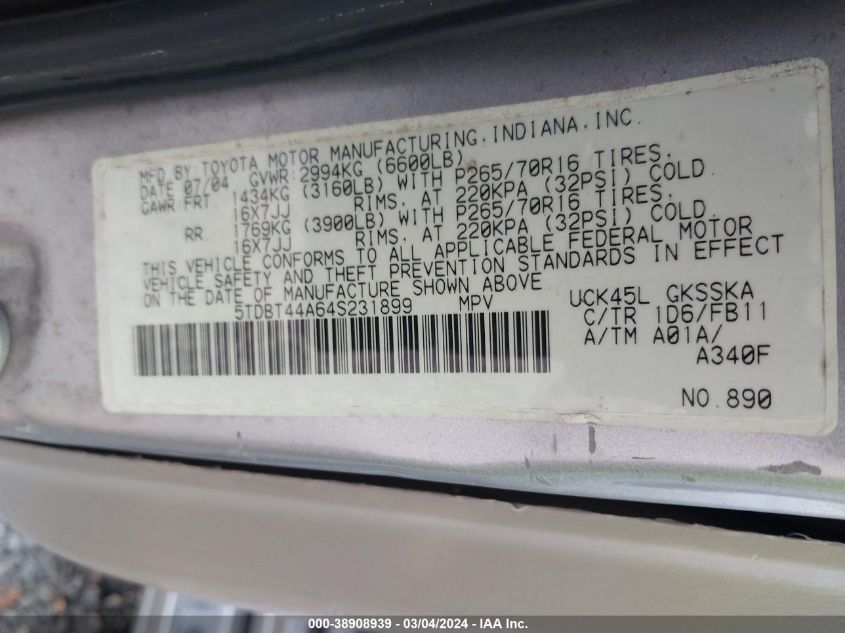 MFD.BY:TOYOTA MOTOR MANUFACTURING,INDIANA,INC.
DATE 07/04 GVWR:2994KG (6600LB)
GAWR:FRT. 1434KG (3160LB) WITH P265/70R16 TIRES,
16X7JJ RIMS, AT 220KPA (32PSI) COLD
RR. 1769KG (3900LB) WITH P265/70R16 TIRES,
16X7JJ RIMS, AT 220KPA (32PSI) COLD
THIS VEHICLE CONFORMS TO ALL APPLICABLE FEDERAL MOTOR
VEHICLE SAFETY AND THEFT PREVENTION STANDARDS IN EFFECT
ON THE DATE OF MANUFACTURE SHOWN ABOVE.
5TDBT44A64S231899 MPV
UCK45L GKSSKA
C/TR 1D6/FB11
A/TM A01A/
A340F
NO.890
000-38908939 - 03/04/2024 - IAA Inc.